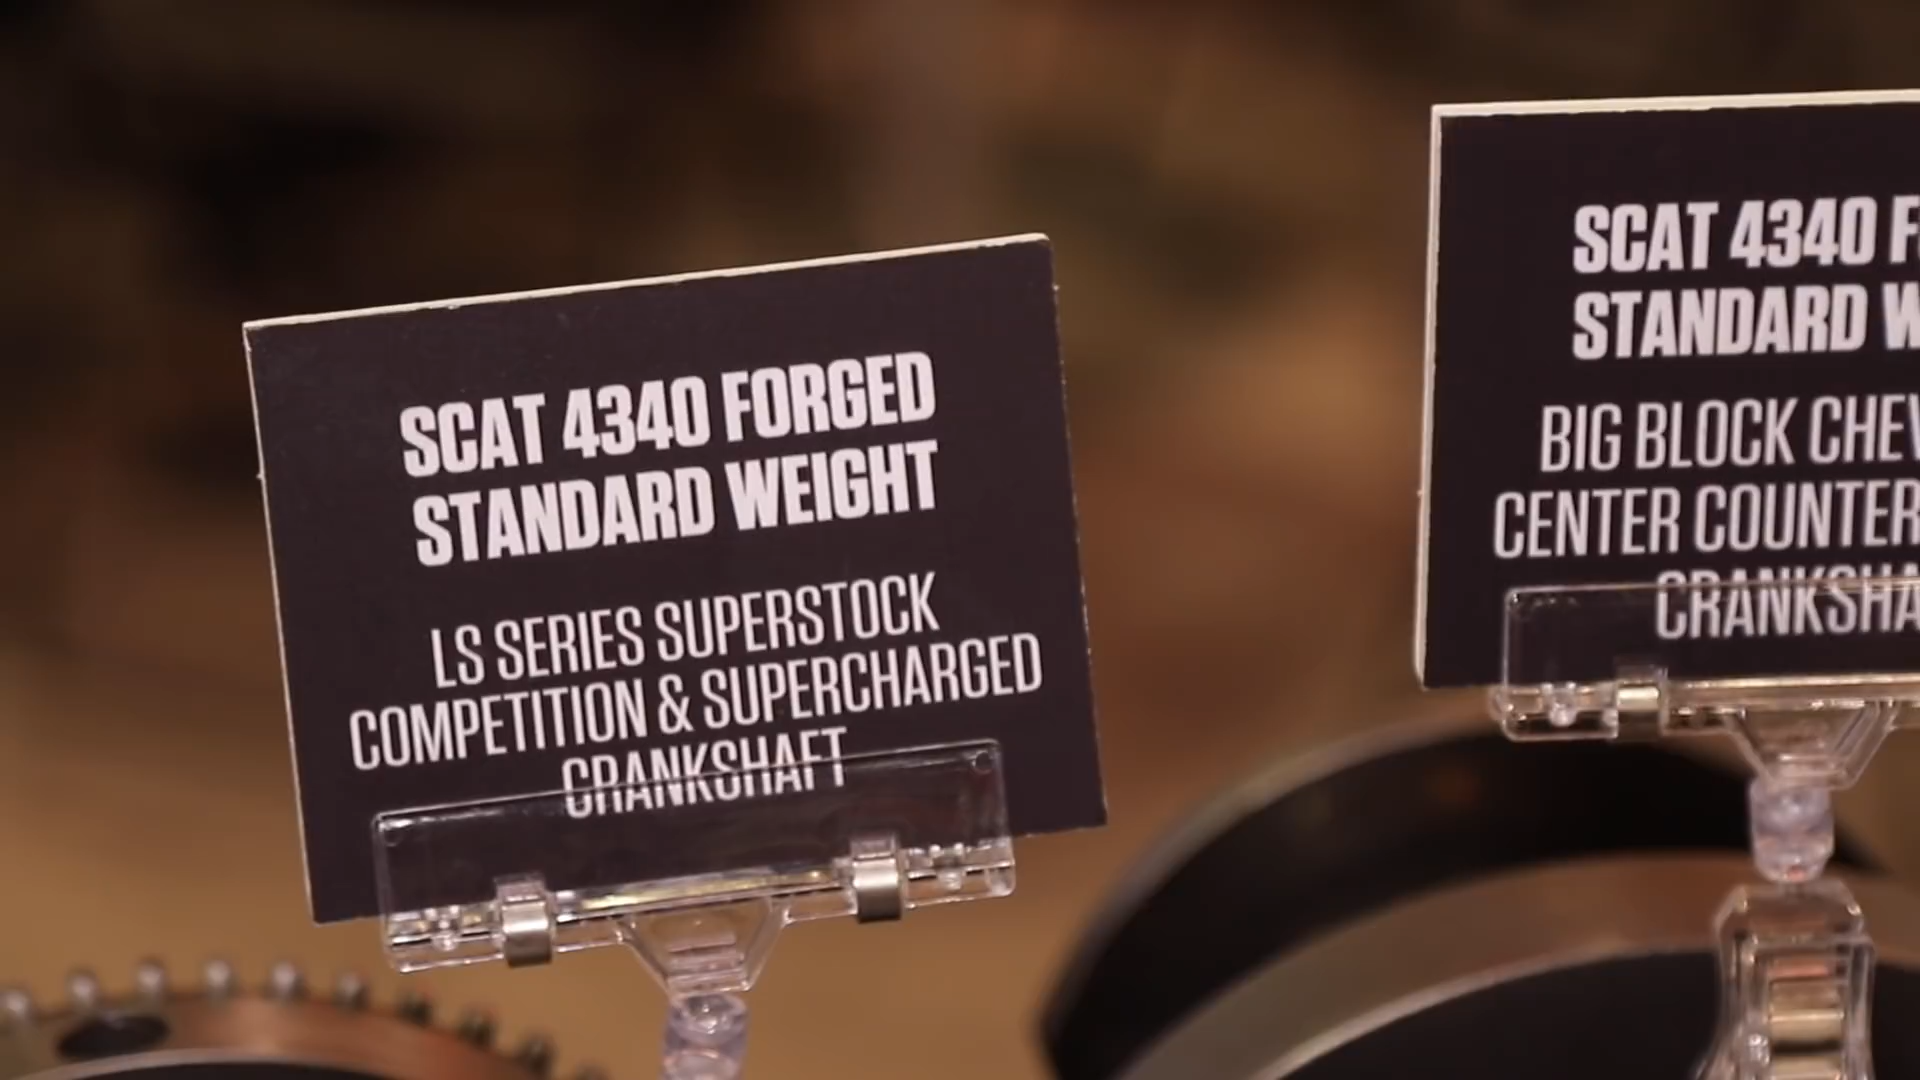 SCAT 4340 FORGED
STANDARD WEIGHT
LS SERIES SUPERSTOCK
COMPETITION & SUPERCHARGED
CRANKSHAFT
SCAT 4340
STANDARD
BIG BLOCK
CENTER